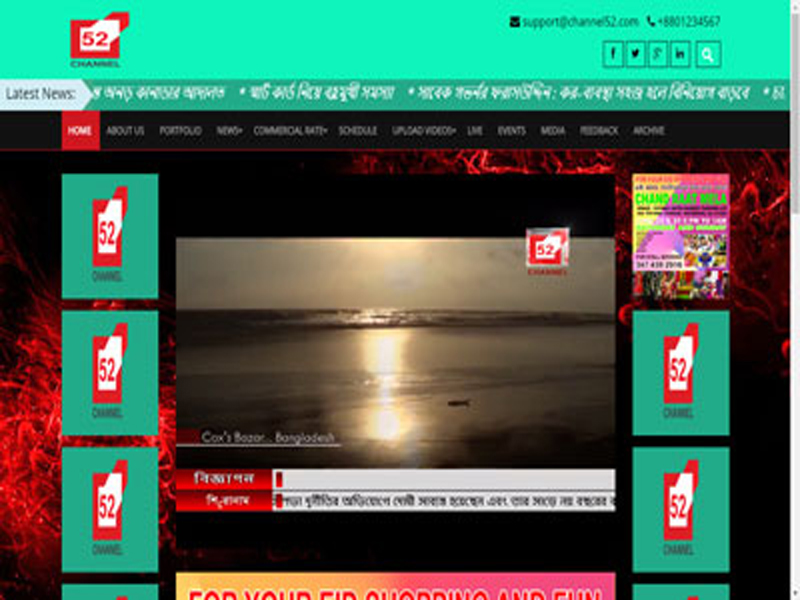 52
CHANNEL
support@channel52.com +8801234567
Latest News: অনড় কানাডার আদালত * স্মার্ট কার্ড নিয়ে বহুমুখী সমস্যা * সাবেক গভর্নর ফরাসউদ্দিন : কর-ব্যবস্থা সহজ হলে বিনিয়োগ বাড়বে *
HOME ABOUT US PORTFOLIO NEWS COMMERCIAL RATE SCHEDULE UPLOAD VIDEOS LIVE EVENTS MEDIA FEEDBACK ARCHIVE
52
CHANNEL
CHAND RAAT MELA
52
CHANNEL
52
CHANNEL
52
CHANNEL
Cox's Bazar... Bangladesh
52
CHANNEL
52
CHANNEL
বিজ্ঞাপন
শিরোনাম দুর্নীতির অভিযোগে দোষী সাব্যস্ত হয়েছেন এবং তার সাড়ে নয় বছরের
FOR YOUR EID SHOPPING AND FUN